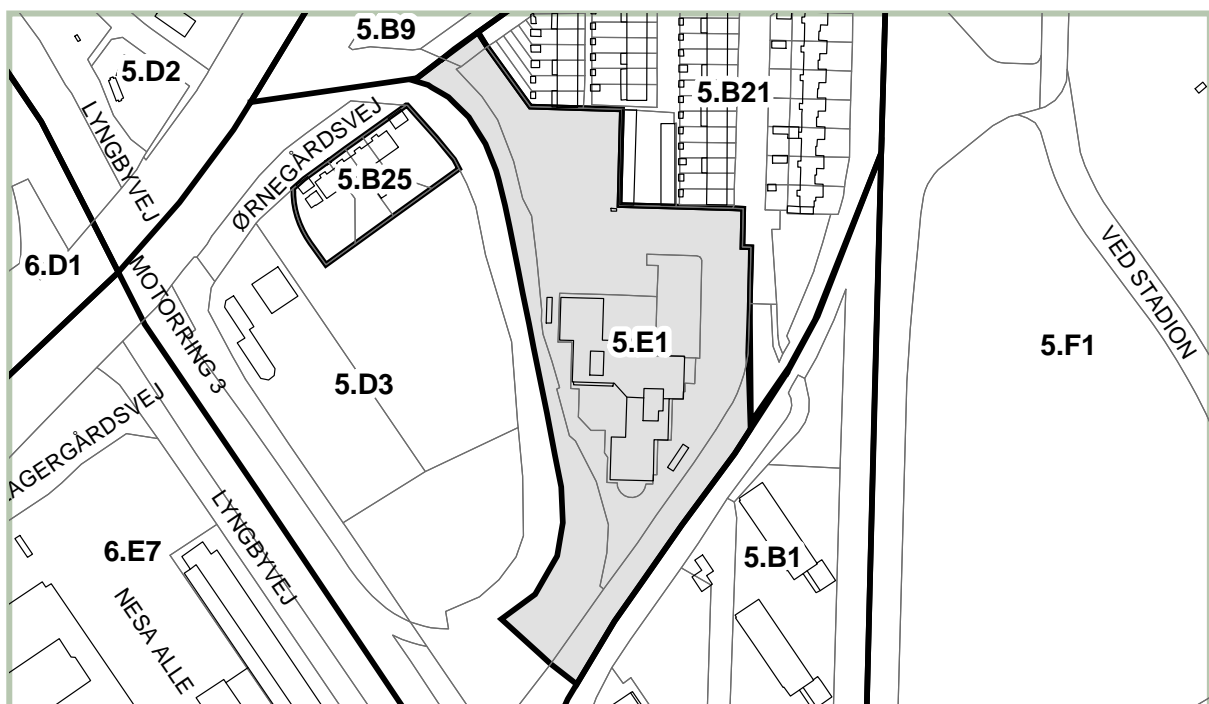 5.B9
5.D2
5.B21
LYNGBYVEJ
ØRNEGÅRDSVEJ
5.B25
VED STADION
6.D1
MOTORRING 3
5.E1
5.F1
5.D3
AGERGÅRDSVEJ
LYNGBYVEJ
6.E7
5.B1
NESA ALLE